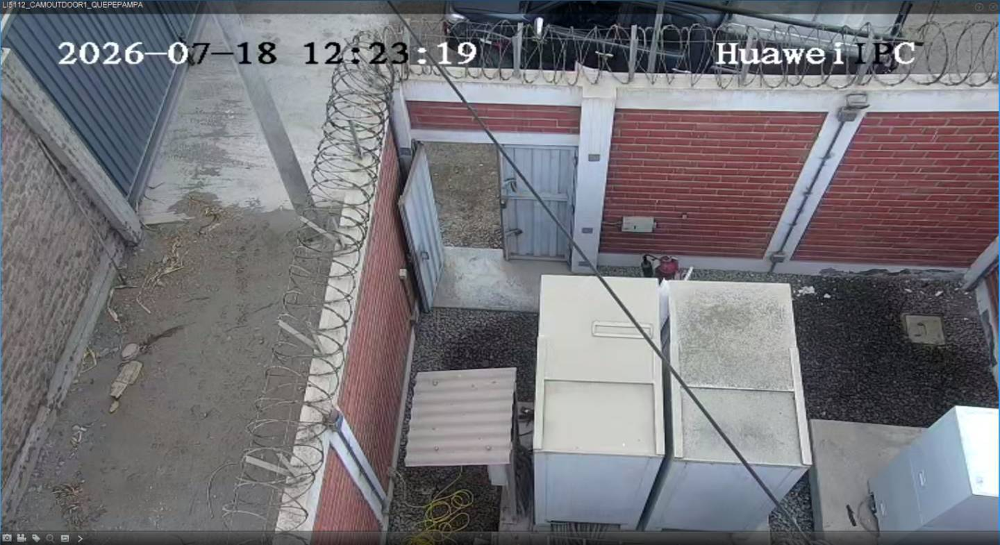 LI5112_CAMOUTDOOR1_QUEPEPAMPA
2026-07-18 12:23:19
Huawei IPC